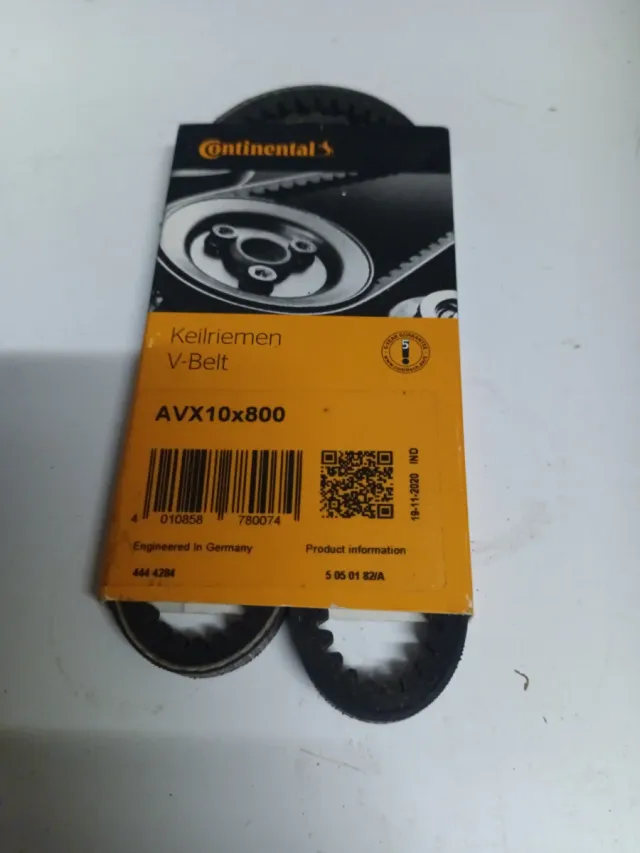 Continental
Keilriemen
V-Belt
5
AVX10x800
4 010858 780074
19-11-2020 IND
Engineered In Germany
Product information
444 4284
5 05 01 82/A